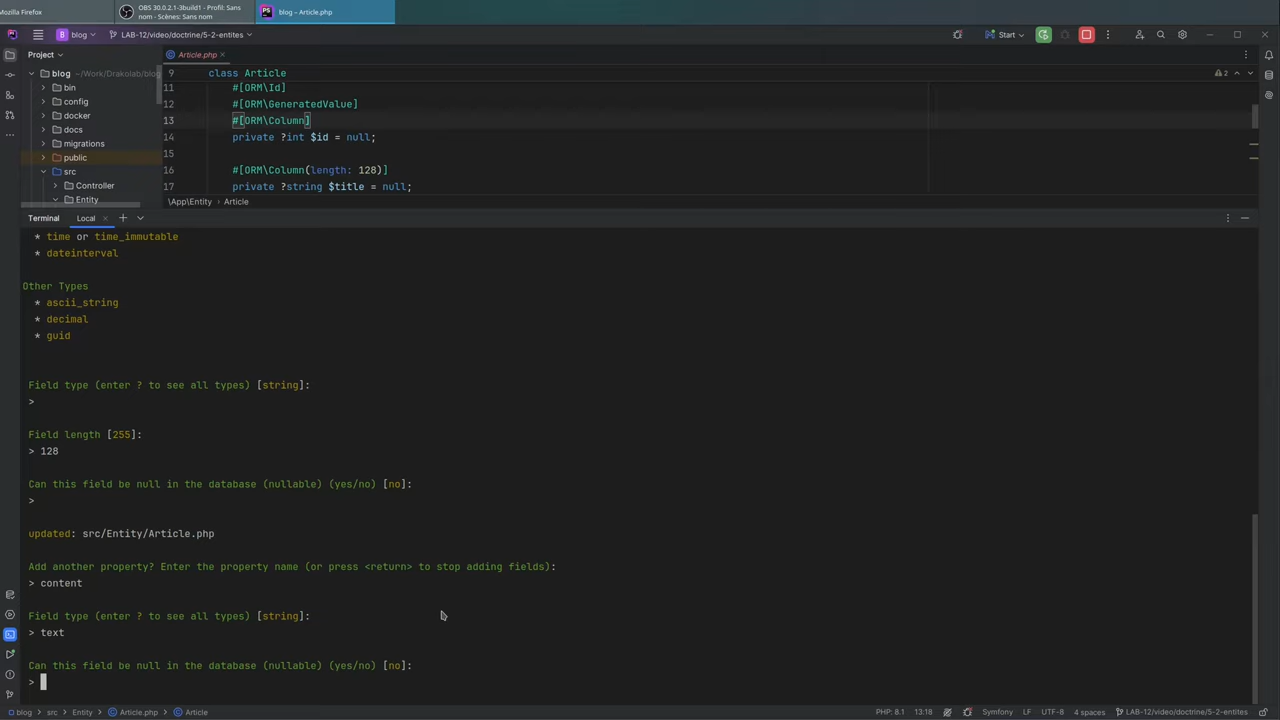 Mozilla Firefox
OBS 30.0.2.1-3build1 - Profil: Sans
nom - Scènes: Sans nom
blog – Article.php
B blog
LAB-12/video/doctrine/5-2-entites
Start
Project
Article.php
blog ~/Work/Drakolab/blog
bin
config
docker
docs
migrations
public
src
Controller
Entity
2
9 class Article
11 #[ORM\Id]
12 #[ORM\GeneratedValue]
13 #[ORM\Column]
14 private ?int $id = null;
15
16 #[ORM\Column(length: 128)]
17 private ?string $title = null;
\App\Entity › Article
Terminal Local
* time or time_immutable
* dateinterval
Other Types
* ascii_string
* decimal
* guid
Field type (enter ? to see all types) [string]:
>
Field length [255]:
> 128
Can this field be null in the database (nullable) (yes/no) [no]:
>
updated: src/Entity/Article.php
Add another property? Enter the property name (or press <return> to stop adding fields):
> content
Field type (enter ? to see all types) [string]:
> text
Can this field be null in the database (nullable) (yes/no) [no]:
>
blog › src › Entity › Article.php › Article
PHP: 8.1 13:18 Symfony LF UTF-8 4 spaces LAB-12/video/doctrine/5-2-entites